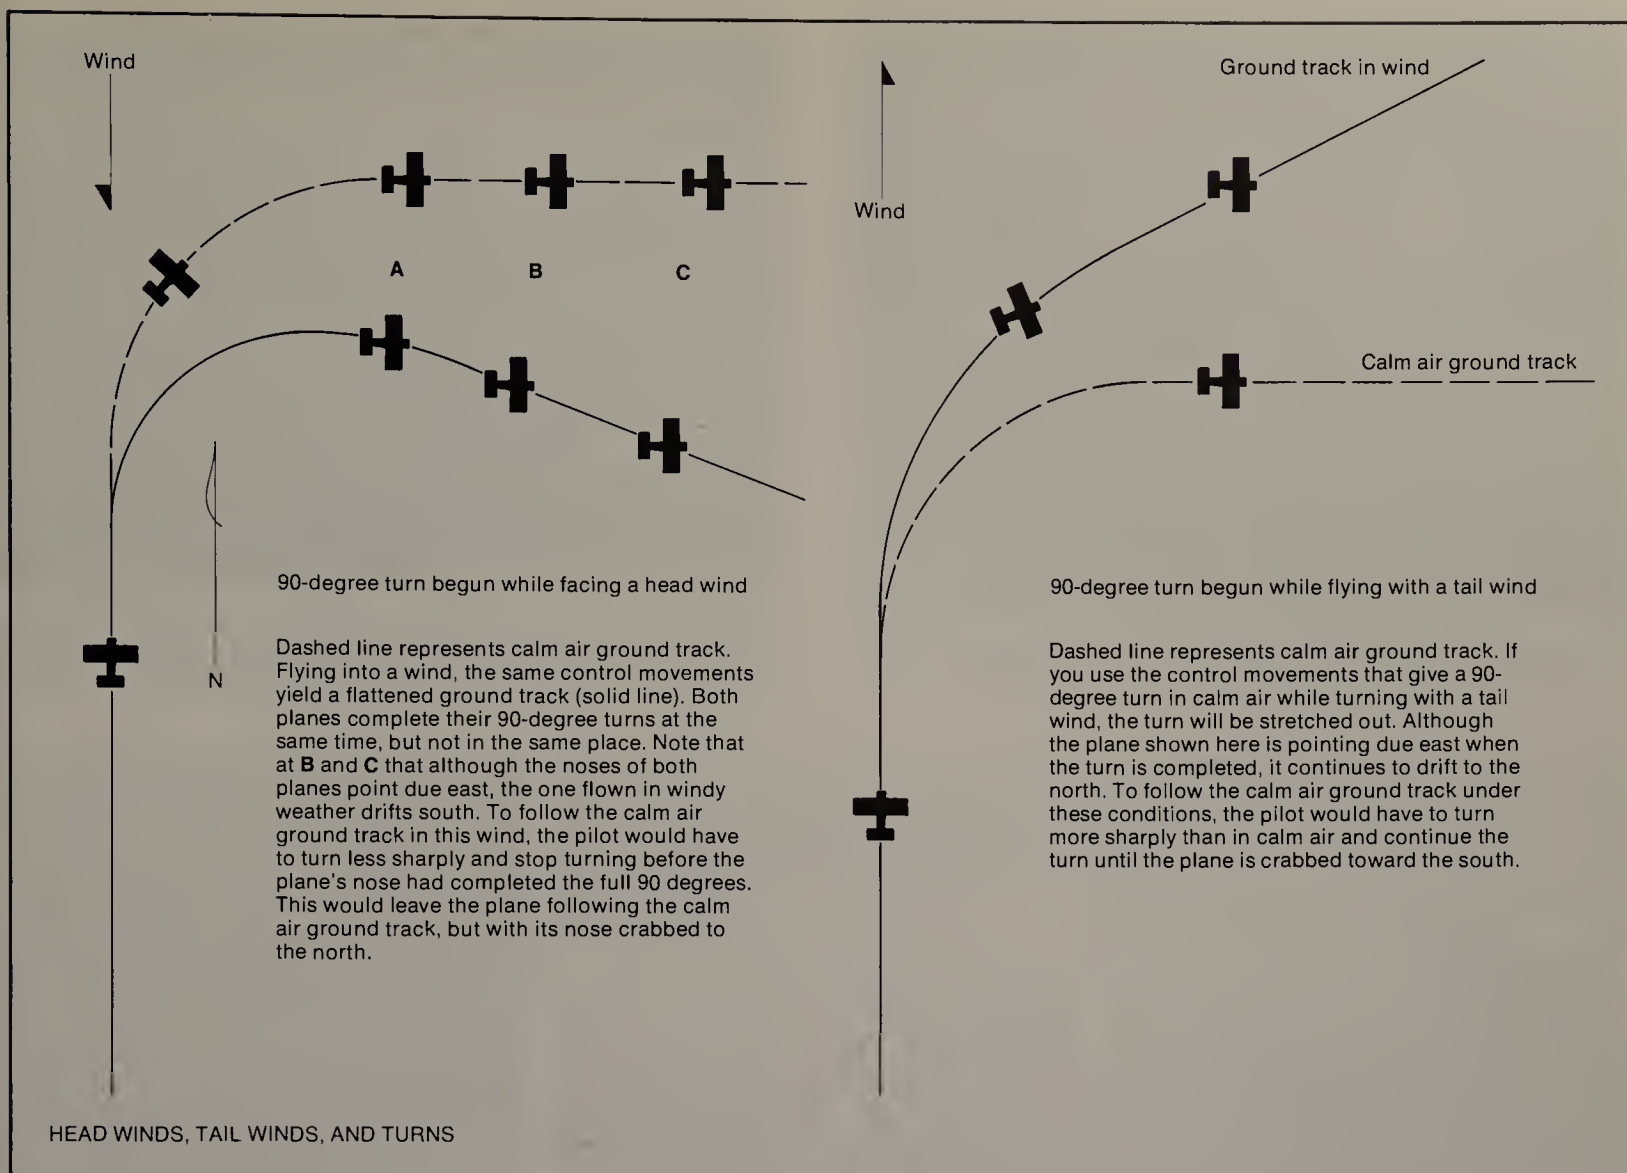 Wind
A
B
C
N
90-degree turn begun while facing a head wind
Dashed line represents calm air ground track.
Flying into a wind, the same control movements
yield a flattened ground track (solid line). Both
planes complete their 90-degree turns at the
same time, but not in the same place. Note that
at B and C that although the noses of both
planes point due east, the one flown in windy
weather drifts south. To follow the calm air
ground track in this wind, the pilot would have
to turn less sharply and stop turning before the
plane's nose had completed the full 90 degrees.
This would leave the plane following the calm
air ground track, but with its nose crabbed to
the north.
Ground track in wind
Wind
Calm air ground track
90-degree turn begun while flying with a tail wind
Dashed line represents calm air ground track. If
you use the control movements that give a 90-
degree turn in calm air while turning with a tail
wind, the turn will be stretched out. Although
the plane shown here is pointing due east when
the turn is completed, it continues to drift to the
north. To follow the calm air ground track under
these conditions, the pilot would have to turn
more sharply than in calm air and continue the
turn until the plane is crabbed toward the south.
HEAD WINDS, TAIL WINDS, AND TURNS